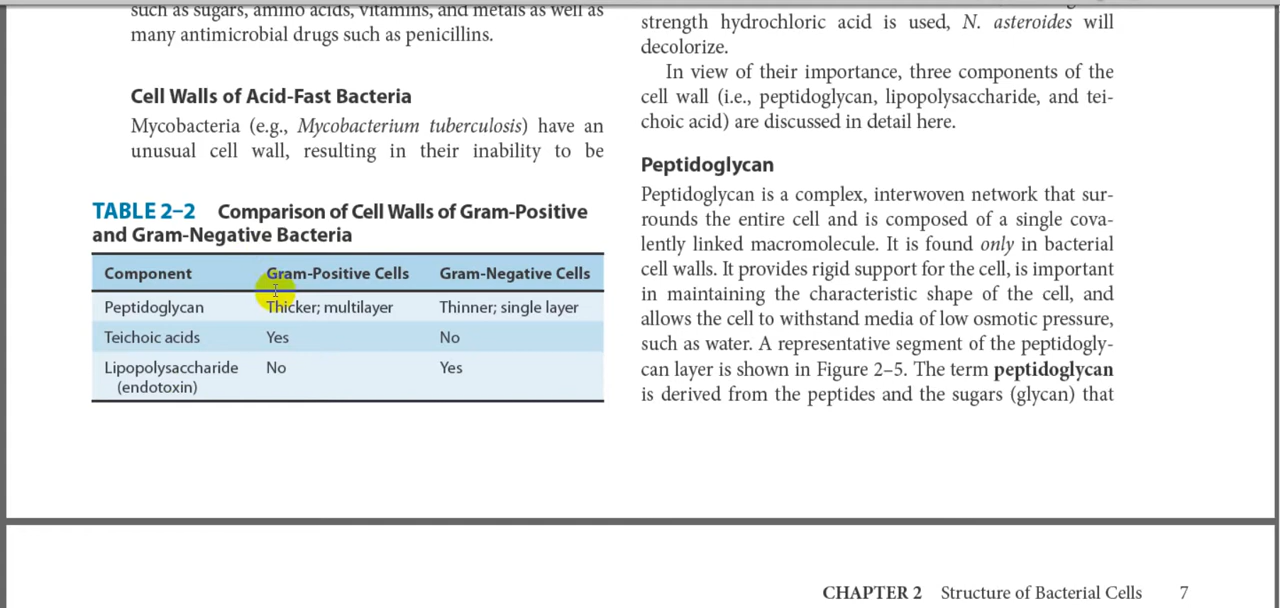 such as sugars, amino acids, vitamins, and metals as well as
many antimicrobial drugs such as penicillins.
Cell Walls of Acid-Fast Bacteria
Mycobacteria (e.g., Mycobacterium tuberculosis) have an
unusual cell wall, resulting in their inability to be
TABLE 2–2 Comparison of Cell Walls of Gram-Positive
and Gram-Negative Bacteria
Component Gram-Positive Cells Gram-Negative Cells
Peptidoglycan Thicker; multilayer Thinner; single layer
Teichoic acids Yes No
Lipopolysaccharide No Yes
(endotoxin)
strength hydrochloric acid is used, N. asteroides will
decolorize.
In view of their importance, three components of the
cell wall (i.e., peptidoglycan, lipopolysaccharide, and tei-
choic acid) are discussed in detail here.
Peptidoglycan
Peptidoglycan is a complex, interwoven network that sur-
rounds the entire cell and is composed of a single cova-
lently linked macromolecule. It is found only in bacterial
cell walls. It provides rigid support for the cell, is important
in maintaining the characteristic shape of the cell, and
allows the cell to withstand media of low osmotic pressure,
such as water. A representative segment of the peptidogly-
can layer is shown in Figure 2–5. The term peptidoglycan
is derived from the peptides and the sugars (glycan) that
CHAPTER 2 Structure of Bacterial Cells 7